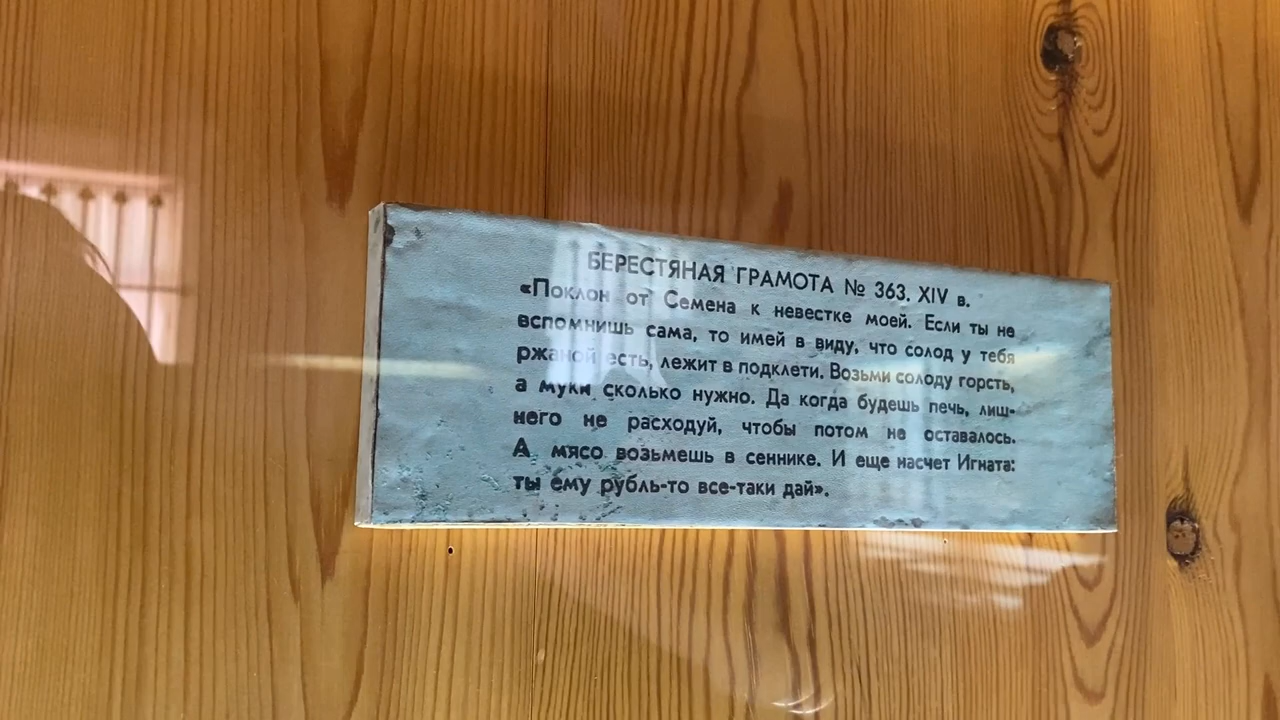 БЕРЕСТЯНАЯ ГРАМОТА № 363. XIV в.
«Поклон от Семена к невестке моей. Если ты не
вспомнишь сама, то имей в виду, что солод у тебя
ржаной есть, лежит в подклети. Возьми солоду горсть,
а муки сколько нужно. Да когда будешь печь, лиш-
него не расходуй, чтобы потом не оставалось.
А мясо возьмешь в сеннике. И еще насчет Игната:
ты ему рубль-то все-таки дай».